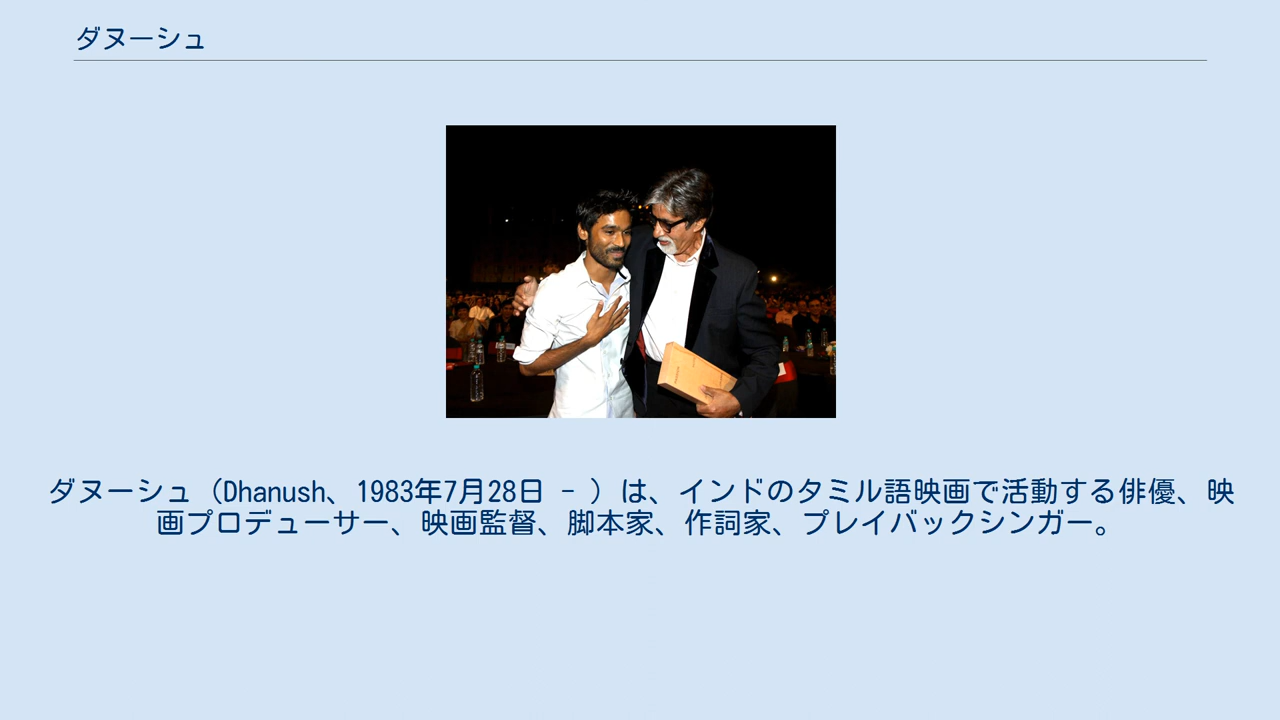 ダヌーシュ
ダヌーシュ（Dhanush、1983年7月28日 - ）は、インドのタミル語映画で活動する俳優、映
画プロデューサー、映画監督、脚本家、作詞家、プレイバックシンガー。